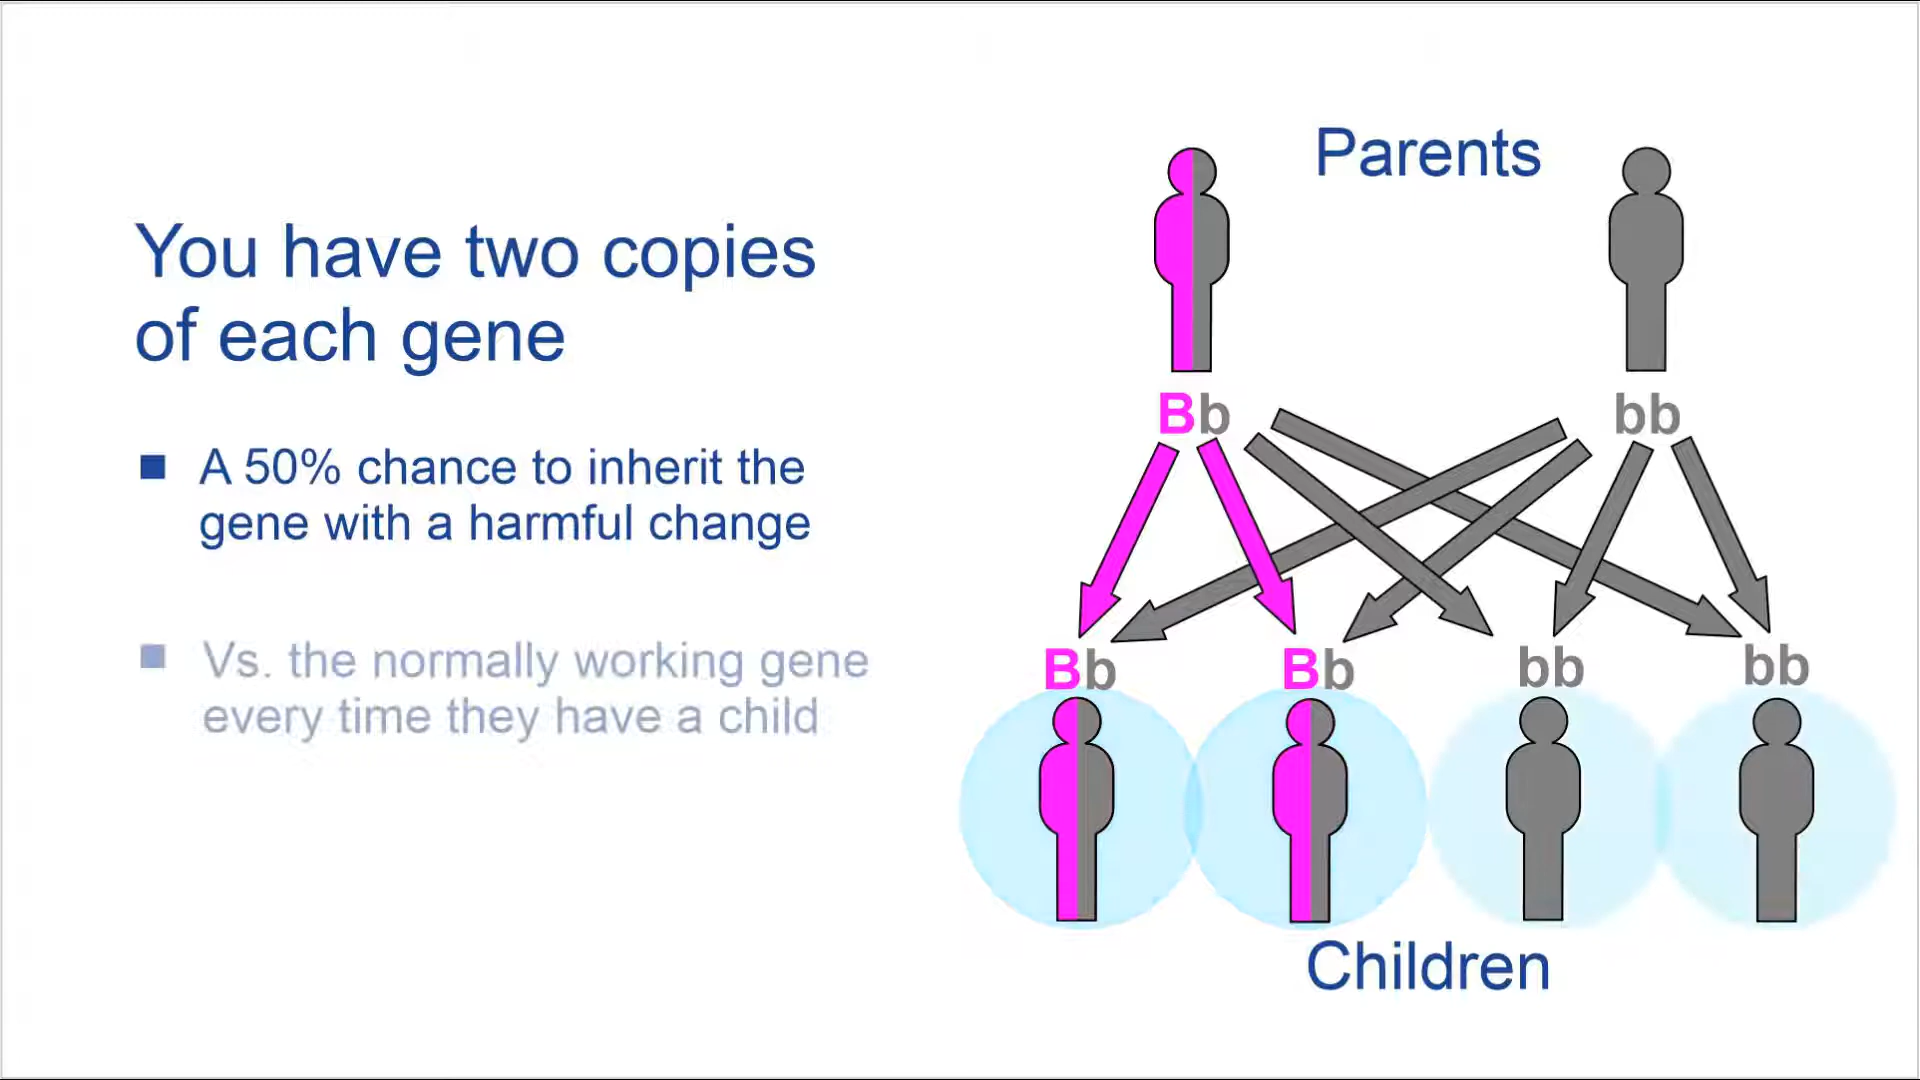 You have two copies
of each gene
A 50% chance to inherit the
gene with a harmful change
Vs. the normally working gene
every time they have a child
Parents
Bb
bb
Bb
Bb
bb
bb
Children